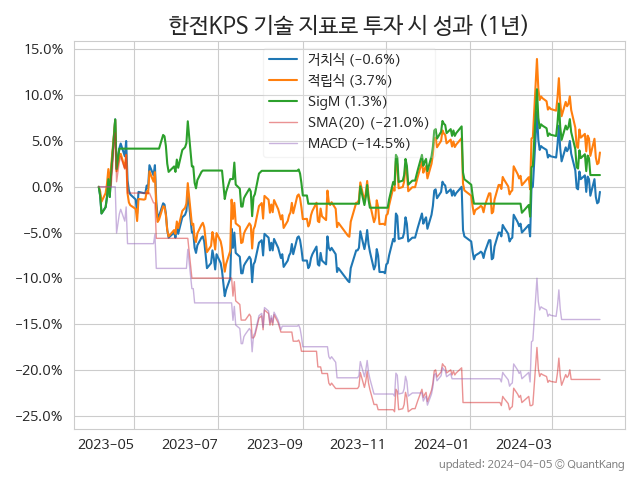 한전KPS 기술 지표로 투자 시 성과 (1년)
거치식 (−0.6%)
적립식 (3.7%)
SigM (1.3%)
SMA(20) (−21.0%)
MACD (−14.5%)
15.0%
10.0%
5.0%
0.0%
−5.0%
−10.0%
−15.0%
−20.0%
−25.0%
2023-05 2023-07 2023-09 2023-11 2024-01 2024-03
updated: 2024-04-05 © QuantKang